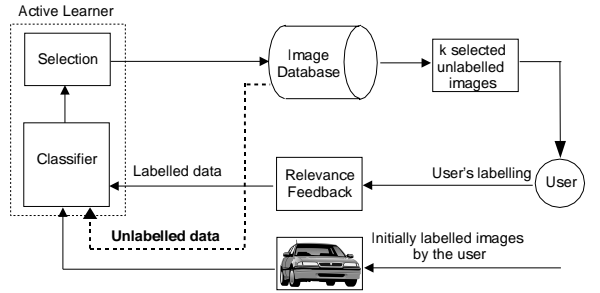 Active Learner
Selection
Image
Database
k selected
unlabelled
images
Classifier
Labelled data
Relevance
Feedback
User's labelling
User
Unlabelled data
Initially labelled images
by the user